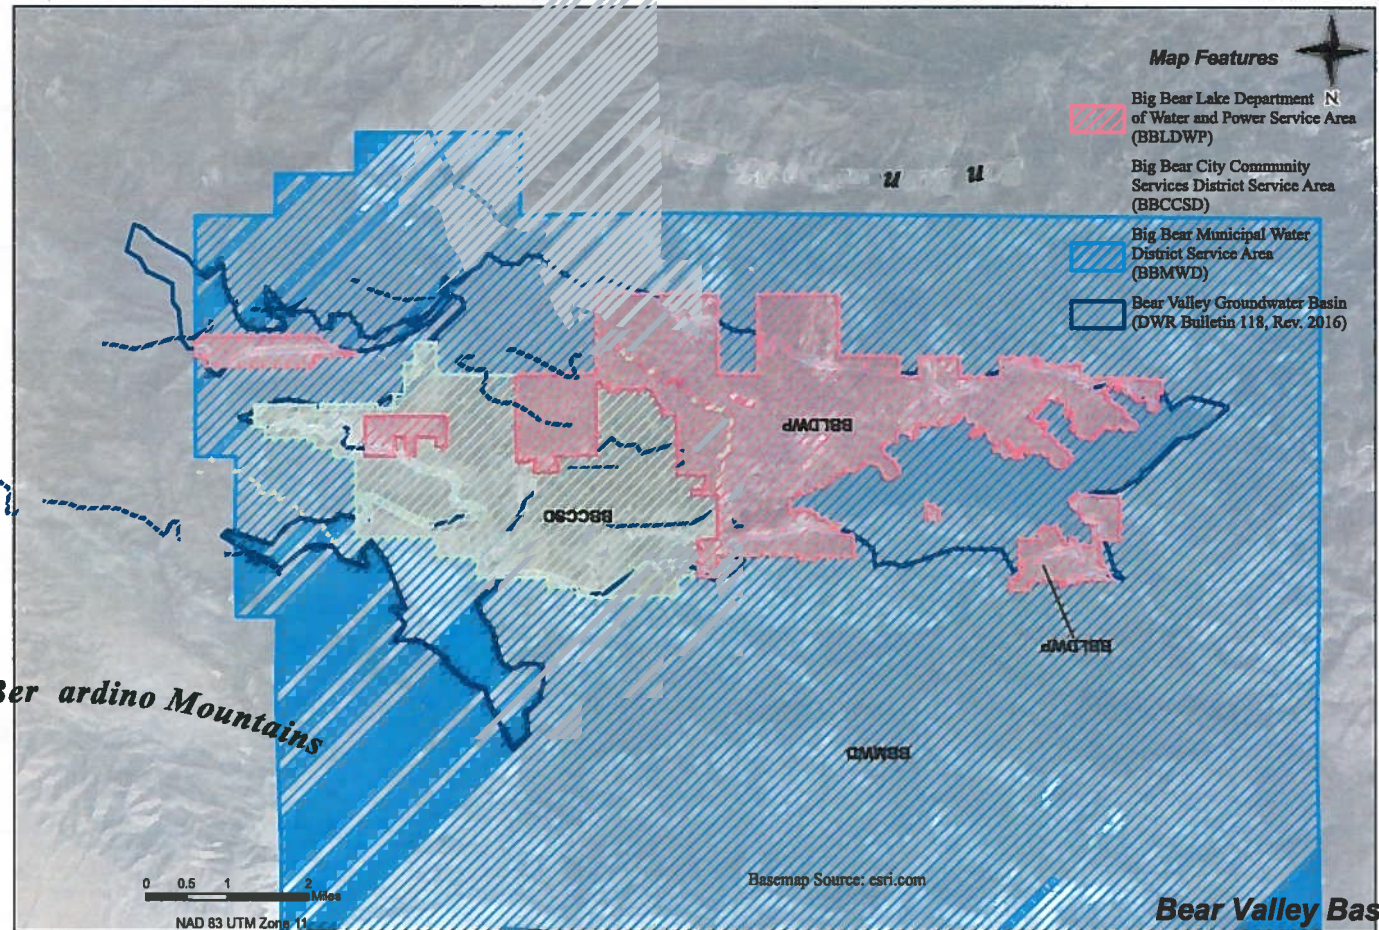 Map Features
N
Big Bear Lake Department
of Water and Power Service Area
(BBLDWP)
Big Bear City Community
Services District Service Area
(BBCCSD)
Big Bear Municipal Water
District Service Area
(BBMWD)
Bear Valley Groundwater Basin
(DWR Bulletin 118, Rev. 2016)
u u
BBLDWP
BBCCSD
BBLDWP
BBMWD
Ber ardino Mountains
0 0.5 1 2
Miles
NAD 83 UTM Zone 11
Basemap Source: esri.com
Bear Valley Bas